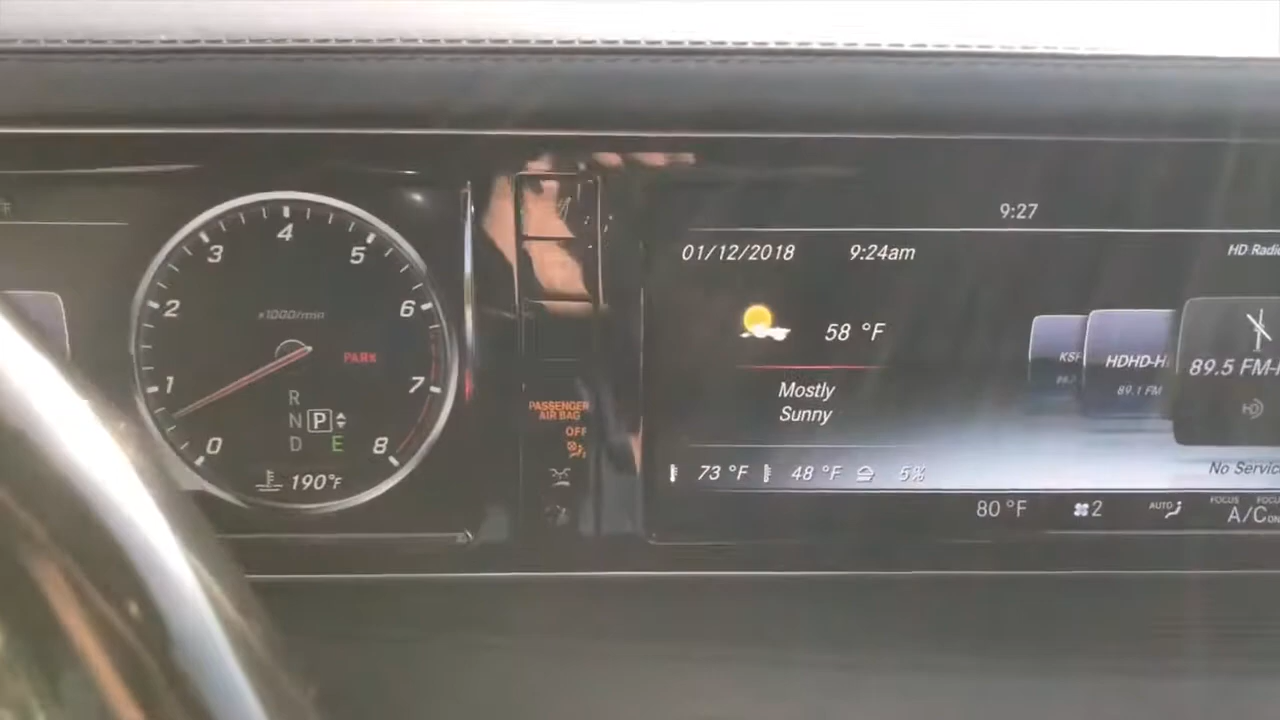 4
3
5
2
6
x1000/min
PARK
1
7
R
N P
D E
0
8
190°F
PASSENGER
AIR BAG
OFF
9:27
01/12/2018 9:24am
HD Radio
58 °F
Mostly
Sunny
HDHD-H
89.1 FM
89.5 FM-
73 °F 48 °F 5%
No Servic
80 °F 2 AUTO
FOCUS
A/C ON